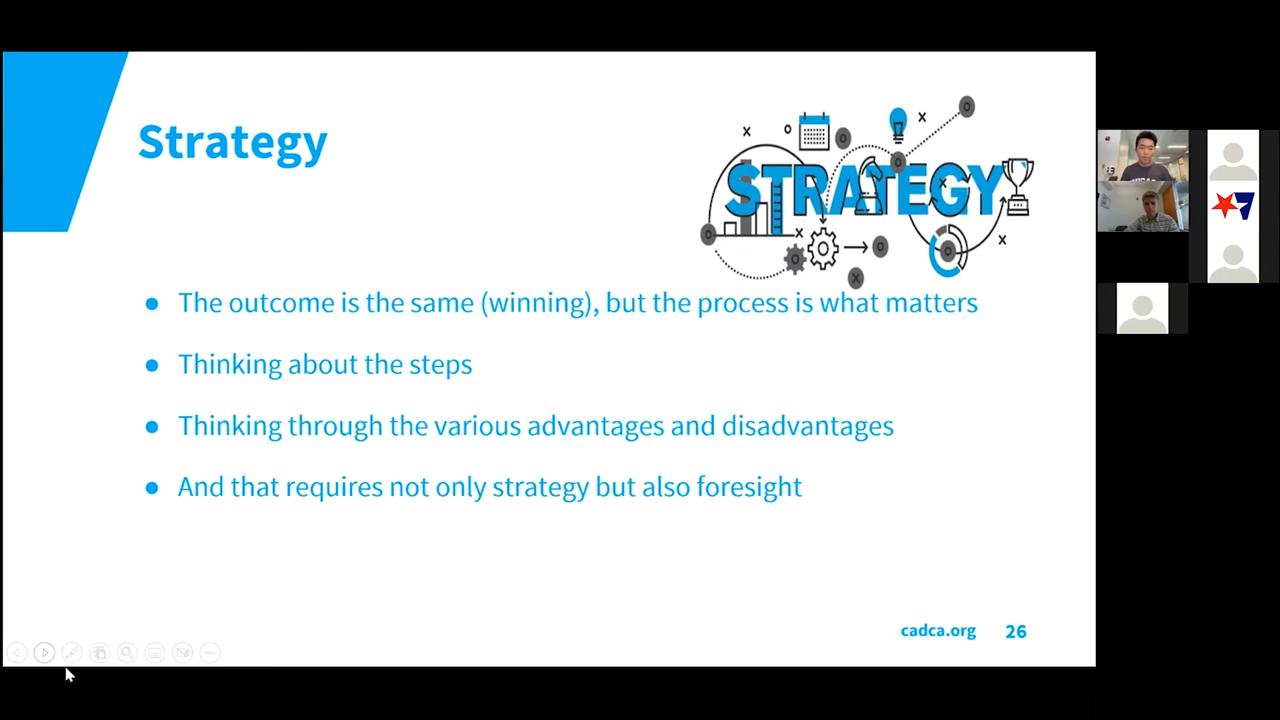 Strategy
STRATEGY
● The outcome is the same (winning), but the process is what matters
● Thinking about the steps
● Thinking through the various advantages and disadvantages
● And that requires not only strategy but also foresight
cadca.org 26